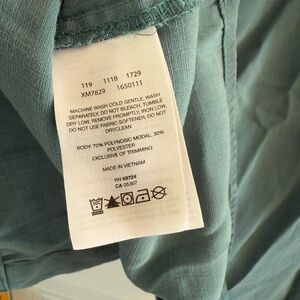 119 1118 1729
XM7829 1650111
MACHINE WASH COLD GENTLE, WASH
SEPARATELY, DO NOT BLEACH, TUMBLE
DRY LOW, REMOVE PROMPTLY, IRON LOW,
DO NOT USE FABRIC SOFTENER, DO NOT
DRYCLEAN
BODY: 70% POLYNOSIC MODAL, 30%
POLYESTER
EXCLUSIVE OF TRIMMING
MADE IN VIETNAM
RN 69724
CA 05367